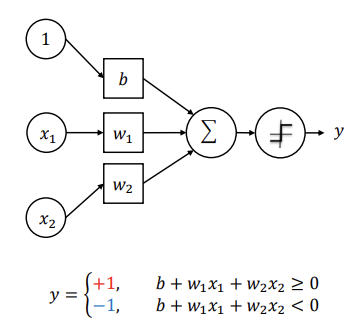 1
b
x₁ w₁ ∑ y
w₂
x₂
y = { +1, b + w₁x₁ + w₂x₂ ≥ 0
−1, b + w₁x₁ + w₂x₂ < 0